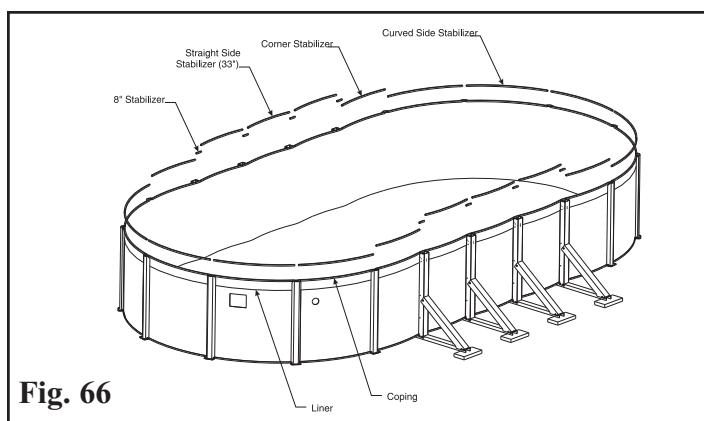 Curved Side Stabilizer
Corner Stabilizer
Straight Side
Stabilizer (33")
8" Stabilizer
Fig. 66
Liner
Coping